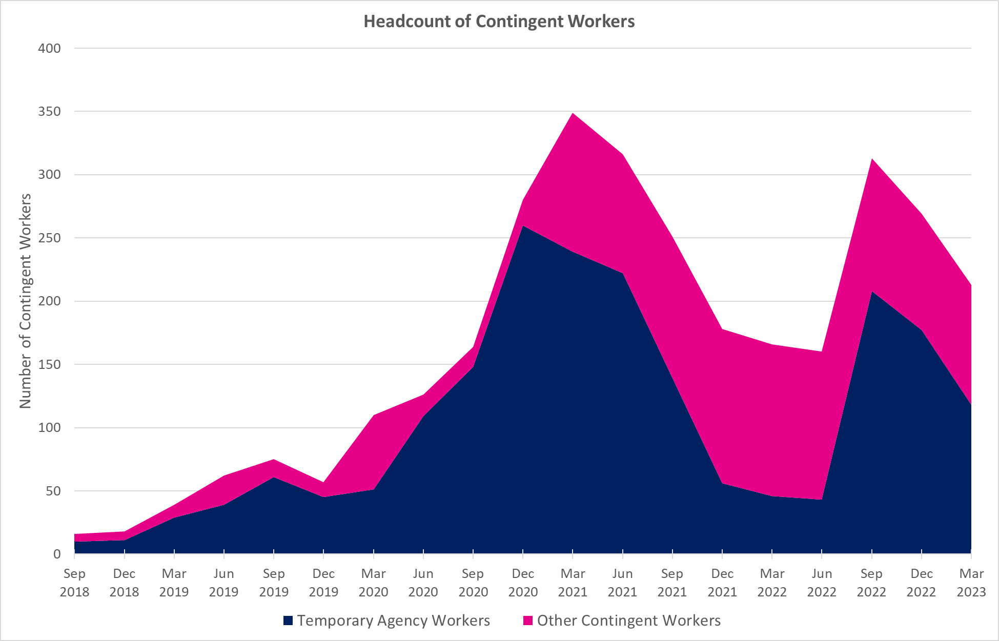 Headcount of Contingent Workers
400
350
300
250
200
150
100
50
0
Number of Contingent Workers
Sep 2018
Dec 2018
Mar 2019
Jun 2019
Sep 2019
Dec 2019
Mar 2020
Jun 2020
Sep 2020
Dec 2020
Mar 2021
Jun 2021
Sep 2021
Dec 2021
Mar 2022
Jun 2022
Sep 2022
Dec 2022
Mar 2023
Temporary Agency Workers
Other Contingent Workers